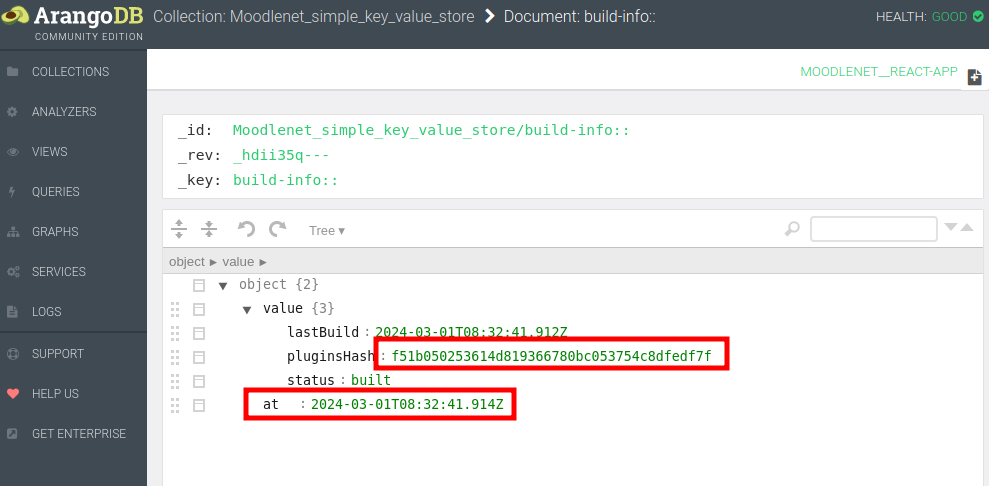 ArangoDB
COMMUNITY EDITION
Collection: Moodlenet_simple_key_value_store > Document: build-info::
HEALTH: GOOD
COLLECTIONS
ANALYZERS
VIEWS
QUERIES
GRAPHS
SERVICES
LOGS
SUPPORT
HELP US
GET ENTERPRISE
MOODLENET__REACT-APP
_id: Moodlenet_simple_key_value_store/build-info::
_rev: _hdii35q---
_key: build-info::
Tree ▾
object ► value ►
▼ object {2}
▼ value {3}
lastBuild : 2024-03-01T08:32:41.912Z
pluginsHash : f51b050253614d819366780bc053754c8dfedf7f
status : built
at : 2024-03-01T08:32:41.914Z